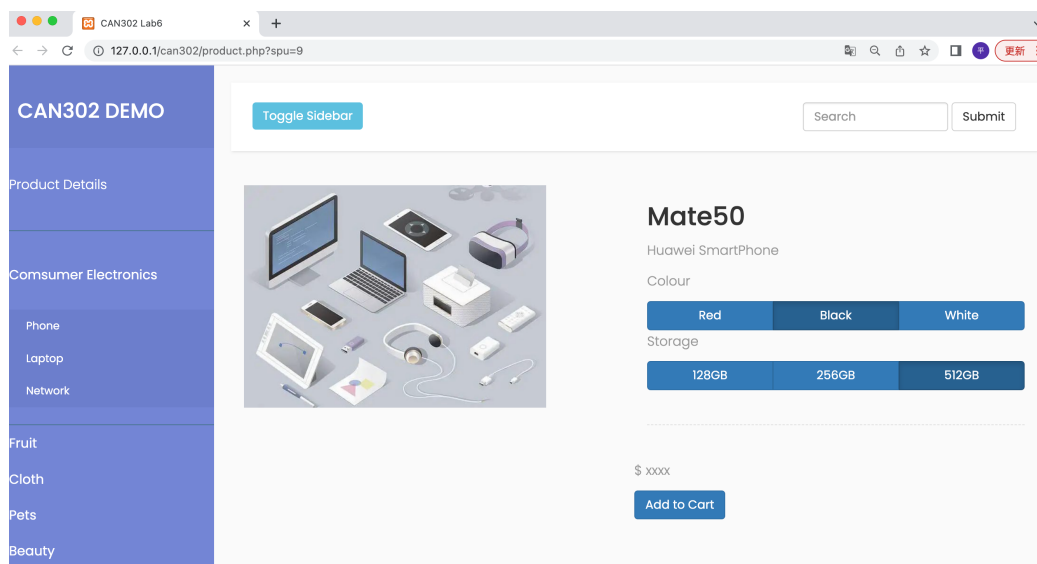 CAN302 Lab6
127.0.0.1/can302/product.php?spu=9
平
更新
CAN302 DEMO
Toggle Sidebar
Search
Submit
Product Details
Comsumer Electronics
Phone
Laptop
Network
Fruit
Cloth
Pets
Beauty
Mate50
Huawei SmartPhone
Colour
Red Black White
Storage
128GB 256GB 512GB
$ xxxx
Add to Cart